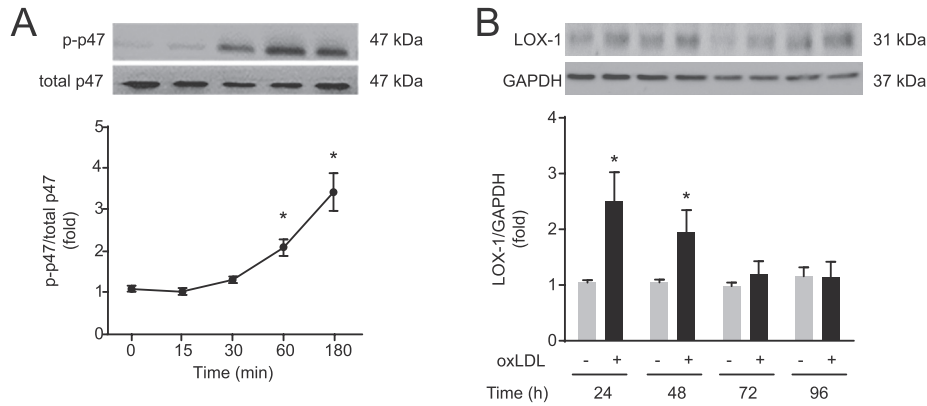 A
p-p47 47 kDa
total p47 47 kDa
p-p47/total p47
(fold)
5
4
3
2
1
0
*
*
0 15 30 60 180
Time (min)
B
LOX-1 31 kDa
GAPDH 37 kDa
LOX-1/GAPDH
(fold)
4
3
2
1
0
*
*
oxLDL - + - + - + - +
Time (h) 24 48 72 96